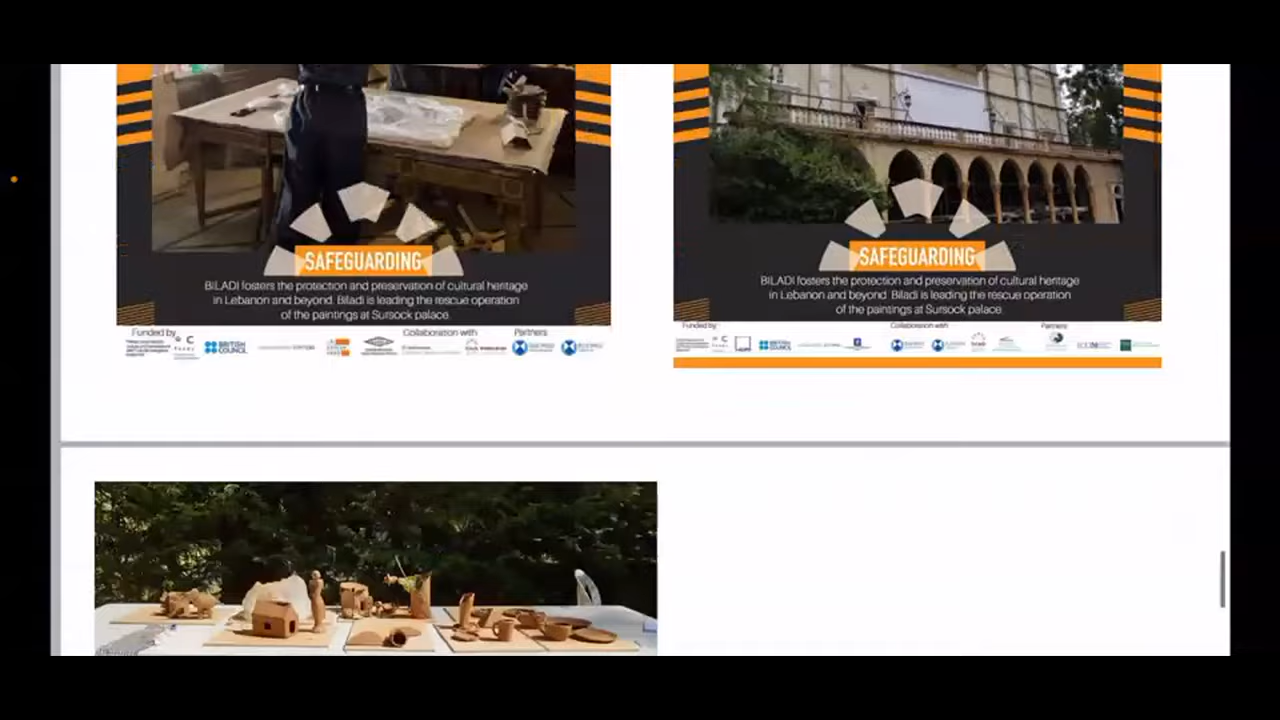 SAFEGUARDING
BILADI fosters the protection and preservation of cultural heritage
in Lebanon and beyond. Biladi is leading the rescue operation
of the paintings at Sursock palace.
Funded by
Collaboration with
Partners
BRITISH
COUNCIL
SAFEGUARDING
BILADI fosters the protection and preservation of cultural heritage
in Lebanon and beyond. Biladi is leading the rescue operation
of the paintings at Sursock palace.
Funded by
Collaboration with
Partners
BRITISH
COUNCIL